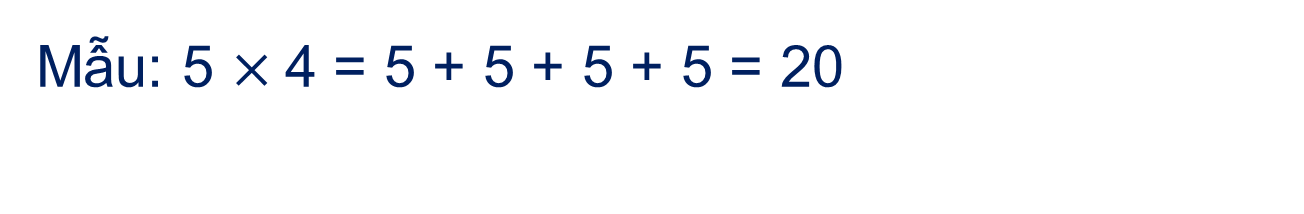 Mẫu: 5 × 4 = 5 + 5 + 5 + 5 = 20